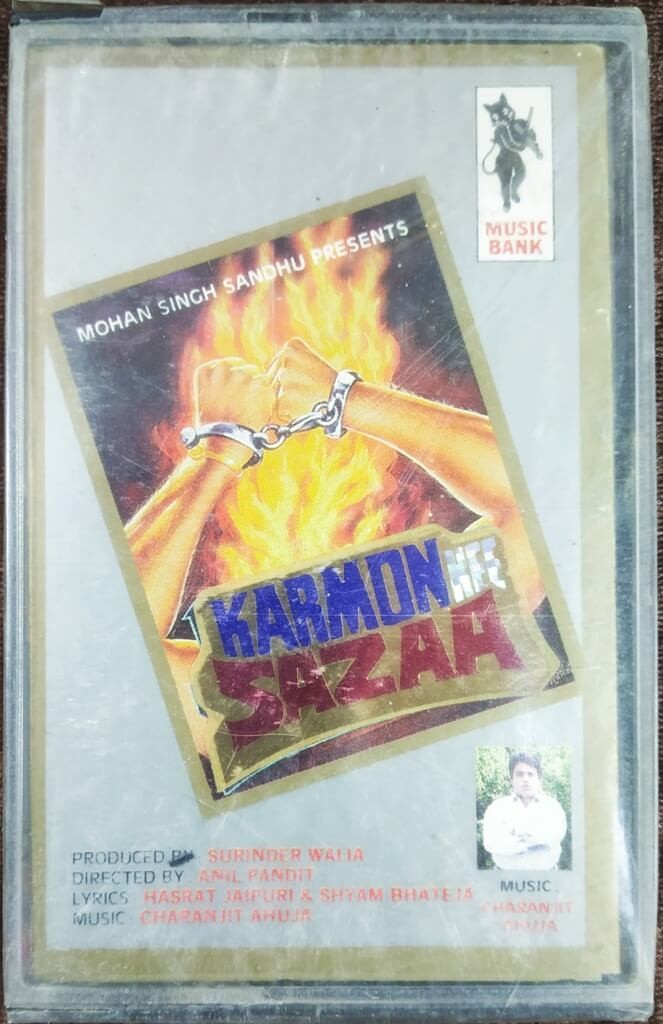 MUSIC
BANK
MOHAN SINGH SANDHU PRESENTS
KARMON KEE
SAZAA
PRODUCED BY : SURINDER WALIA
DIRECTED BY : ANIL PANDIT
LYRICS : HASRAT JAIPURI & SHYAM BHATEJA
MUSIC : CHARANJIT AHUJA
MUSIC :
CHARANJIT
AHUJA